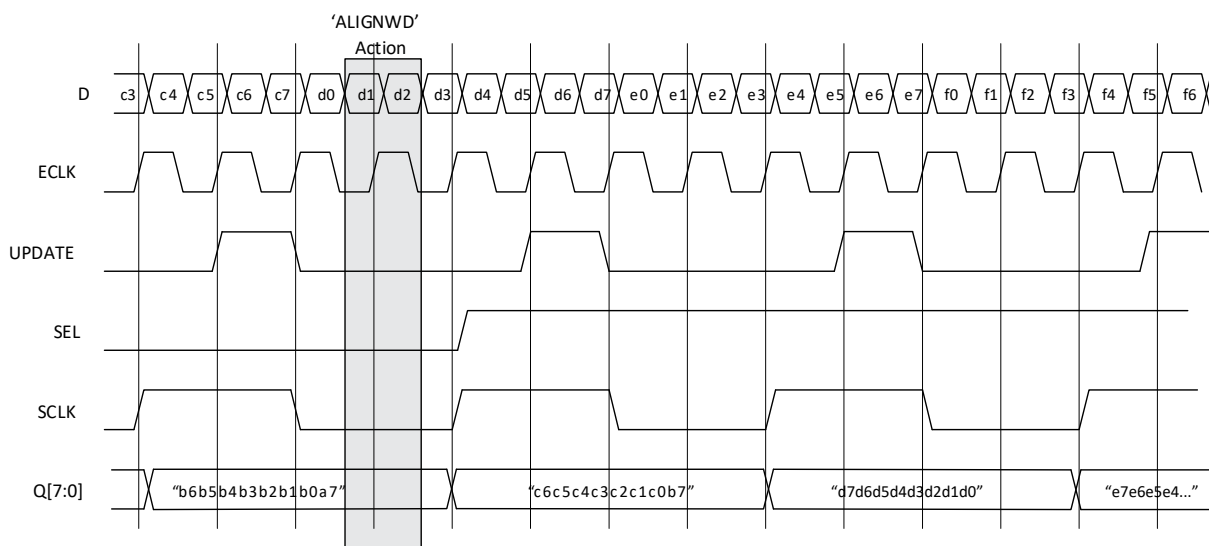 ‘ALIGNWD’
Action
D c3 c4 c5 c6 c7 d0 d1 d2 d3 d4 d5 d6 d7 e0 e1 e2 e3 e4 e5 e6 e7 f0 f1 f2 f3 f4 f5 f6
ECLK
UPDATE
SEL
SCLK
Q[7:0] “b6b5b4b3b2b1b0a7” “c6c5c4c3c2c1c0b7” “d7d6d5d4d3d2d1d0” “e7e6e5e4...”